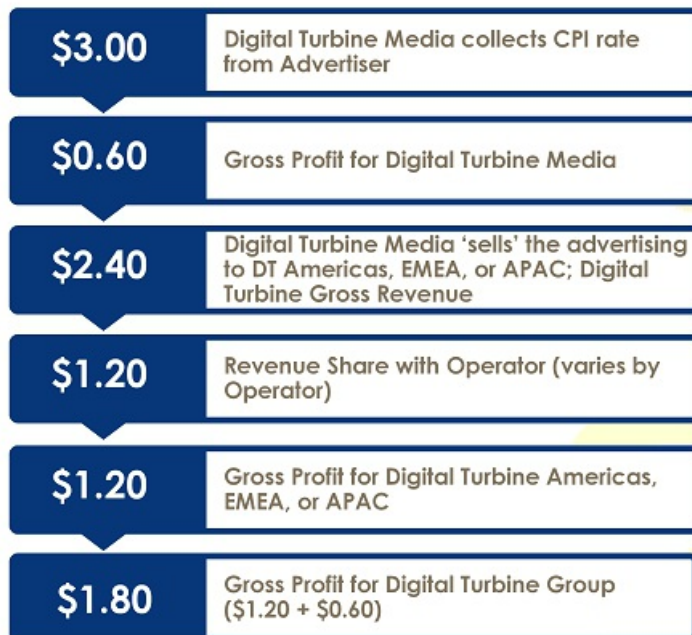 $3.00
Digital Turbine Media collects CPI rate
from Advertiser
$0.60
Gross Profit for Digital Turbine Media
$2.40
Digital Turbine Media ‘sells’ the advertising
to DT Americas, EMEA, or APAC; Digital
Turbine Gross Revenue
$1.20
Revenue Share with Operator (varies by
Operator)
$1.20
Gross Profit for Digital Turbine Americas,
EMEA, or APAC
$1.80
Gross Profit for Digital Turbine Group
($1.20 + $0.60)